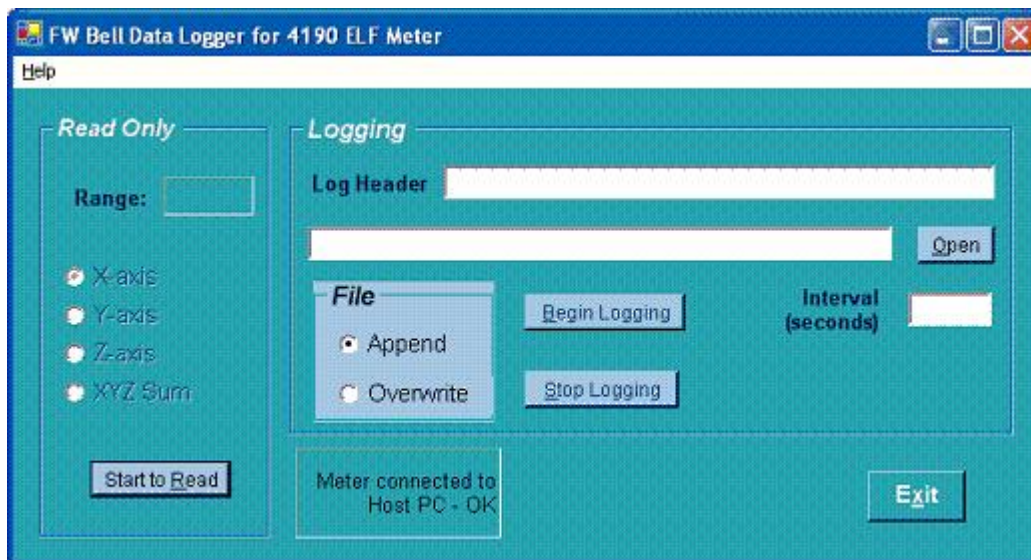 FW Bell Data Logger for 4190 ELF Meter
Help
Read Only
Range:
X-axis
Y-axis
Z-axis
XYZ Sum
Start to Read
Logging
Log Header
Open
File
Append
Overwrite
Begin Logging
Stop Logging
Interval
(seconds)
Meter connected to
Host PC - OK
Exit